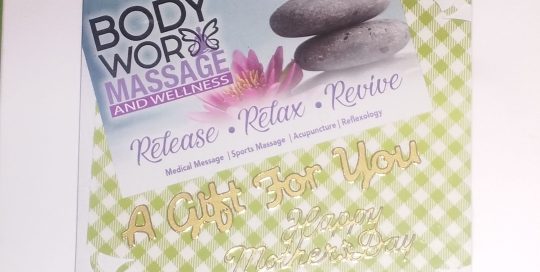 BODY
WORX
MASSAGE
AND WELLNESS
Release • Relax • Revive
Medical Message | Sports Massage | Acupuncture | Reflexology
A Gift For You
Happy
Mother's Day